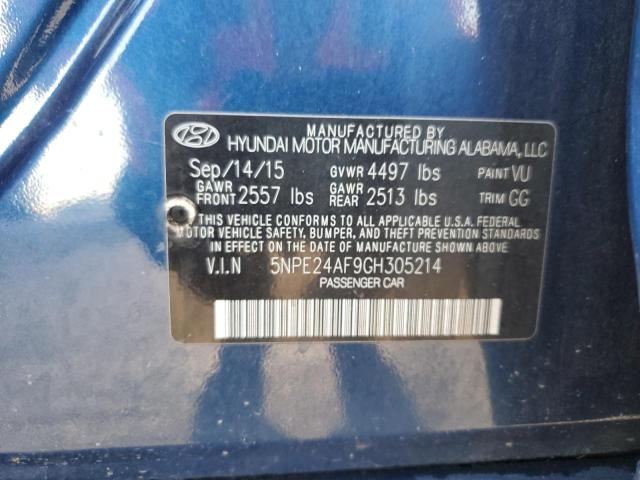 MANUFACTURED BY
HYUNDAI MOTOR MANUFACTURING ALABAMA, LLC
Sep/14/15 GVWR 4497 lbs PAINT VU
GAWR FRONT 2557 lbs GAWR REAR 2513 lbs TRIM GG
THIS VEHICLE CONFORMS TO ALL APPLICABLE U.S.A. FEDERAL
MOTOR VEHICLE SAFETY, BUMPER, AND THEFT PREVENTION STANDARDS
IN EFFECT ON THE DATE OF MANUFACTURE SHOWN ABOVE.
V.I.N 5NPE24AF9GH305214
PASSENGER CAR